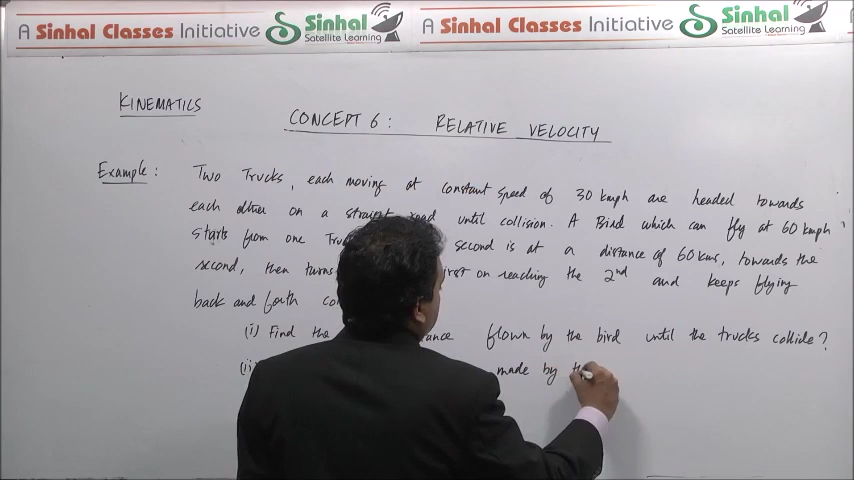 A Sinhal Classes Initiative Sinhal Satellite Learning A Sinhal Classes Initiative Sinhal Satellite Learning A
KINEMATICS
CONCEPT 6 : RELATIVE VELOCITY
Example : Two Trucks, each moving at constant speed of 30 kmph are headed towards
each other on a straight road until collision. A Bird which can fly at 60 kmph
starts from one second is at a distance of 60 kms, towards the
second, then turns on reaching the 2nd and keeps flying
back and forth
(i) Find the flown by the bird until the trucks collide?
made by